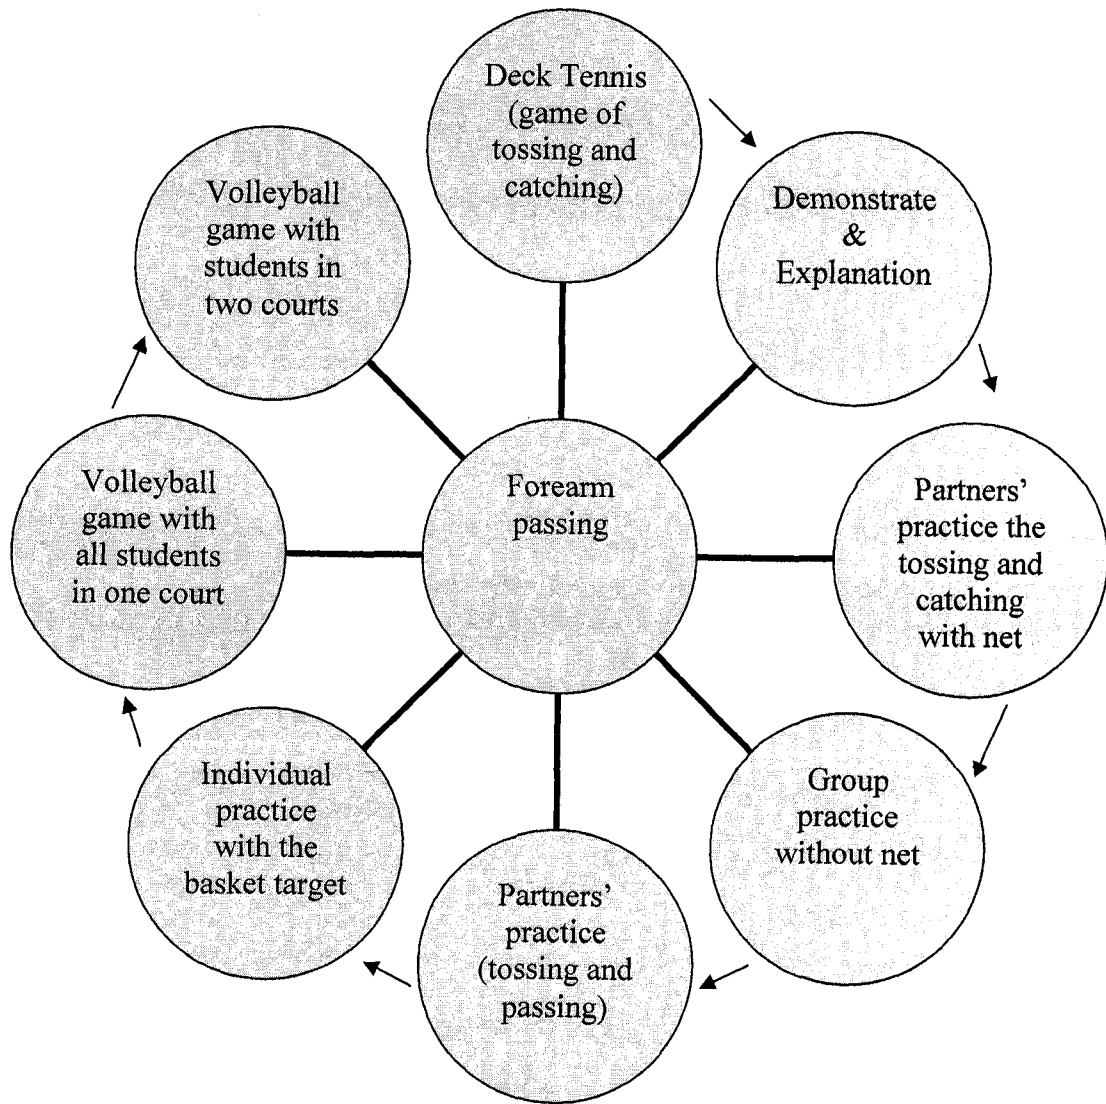 Deck Tennis
(game of
tossing and
catching)
Demonstrate
&
Explanation
Partners'
practice the
tossing and
catching
with net
Group
practice
without net
Partners'
practice
(tossing and
passing)
Individual
practice
with the
basket target
Volleyball
game with
all students
in one court
Volleyball
game with
students in
two courts
Forearm
passing